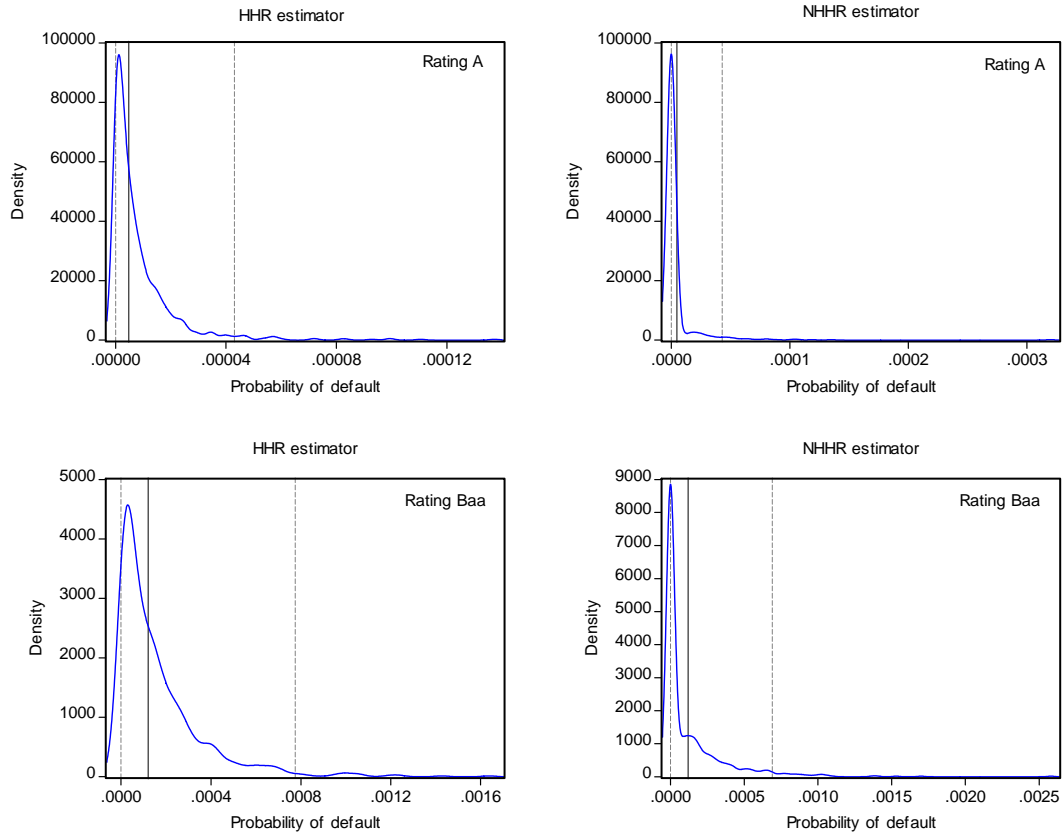 HHR estimator
Rating A
100000
80000
60000
40000
20000
0
Density
.00000 .00004 .00008 .00012
Probability of default
NHHR estimator
Rating A
100000
80000
60000
40000
20000
0
Density
.0000 .0001 .0002 .0003
Probability of default
HHR estimator
Rating Baa
5000
4000
3000
2000
1000
0
Density
.0000 .0004 .0008 .0012 .0016
Probability of default
NHHR estimator
Rating Baa
9000
8000
7000
6000
5000
4000
3000
2000
1000
0
Density
.0000 .0005 .0010 .0015 .0020 .0025
Probability of default